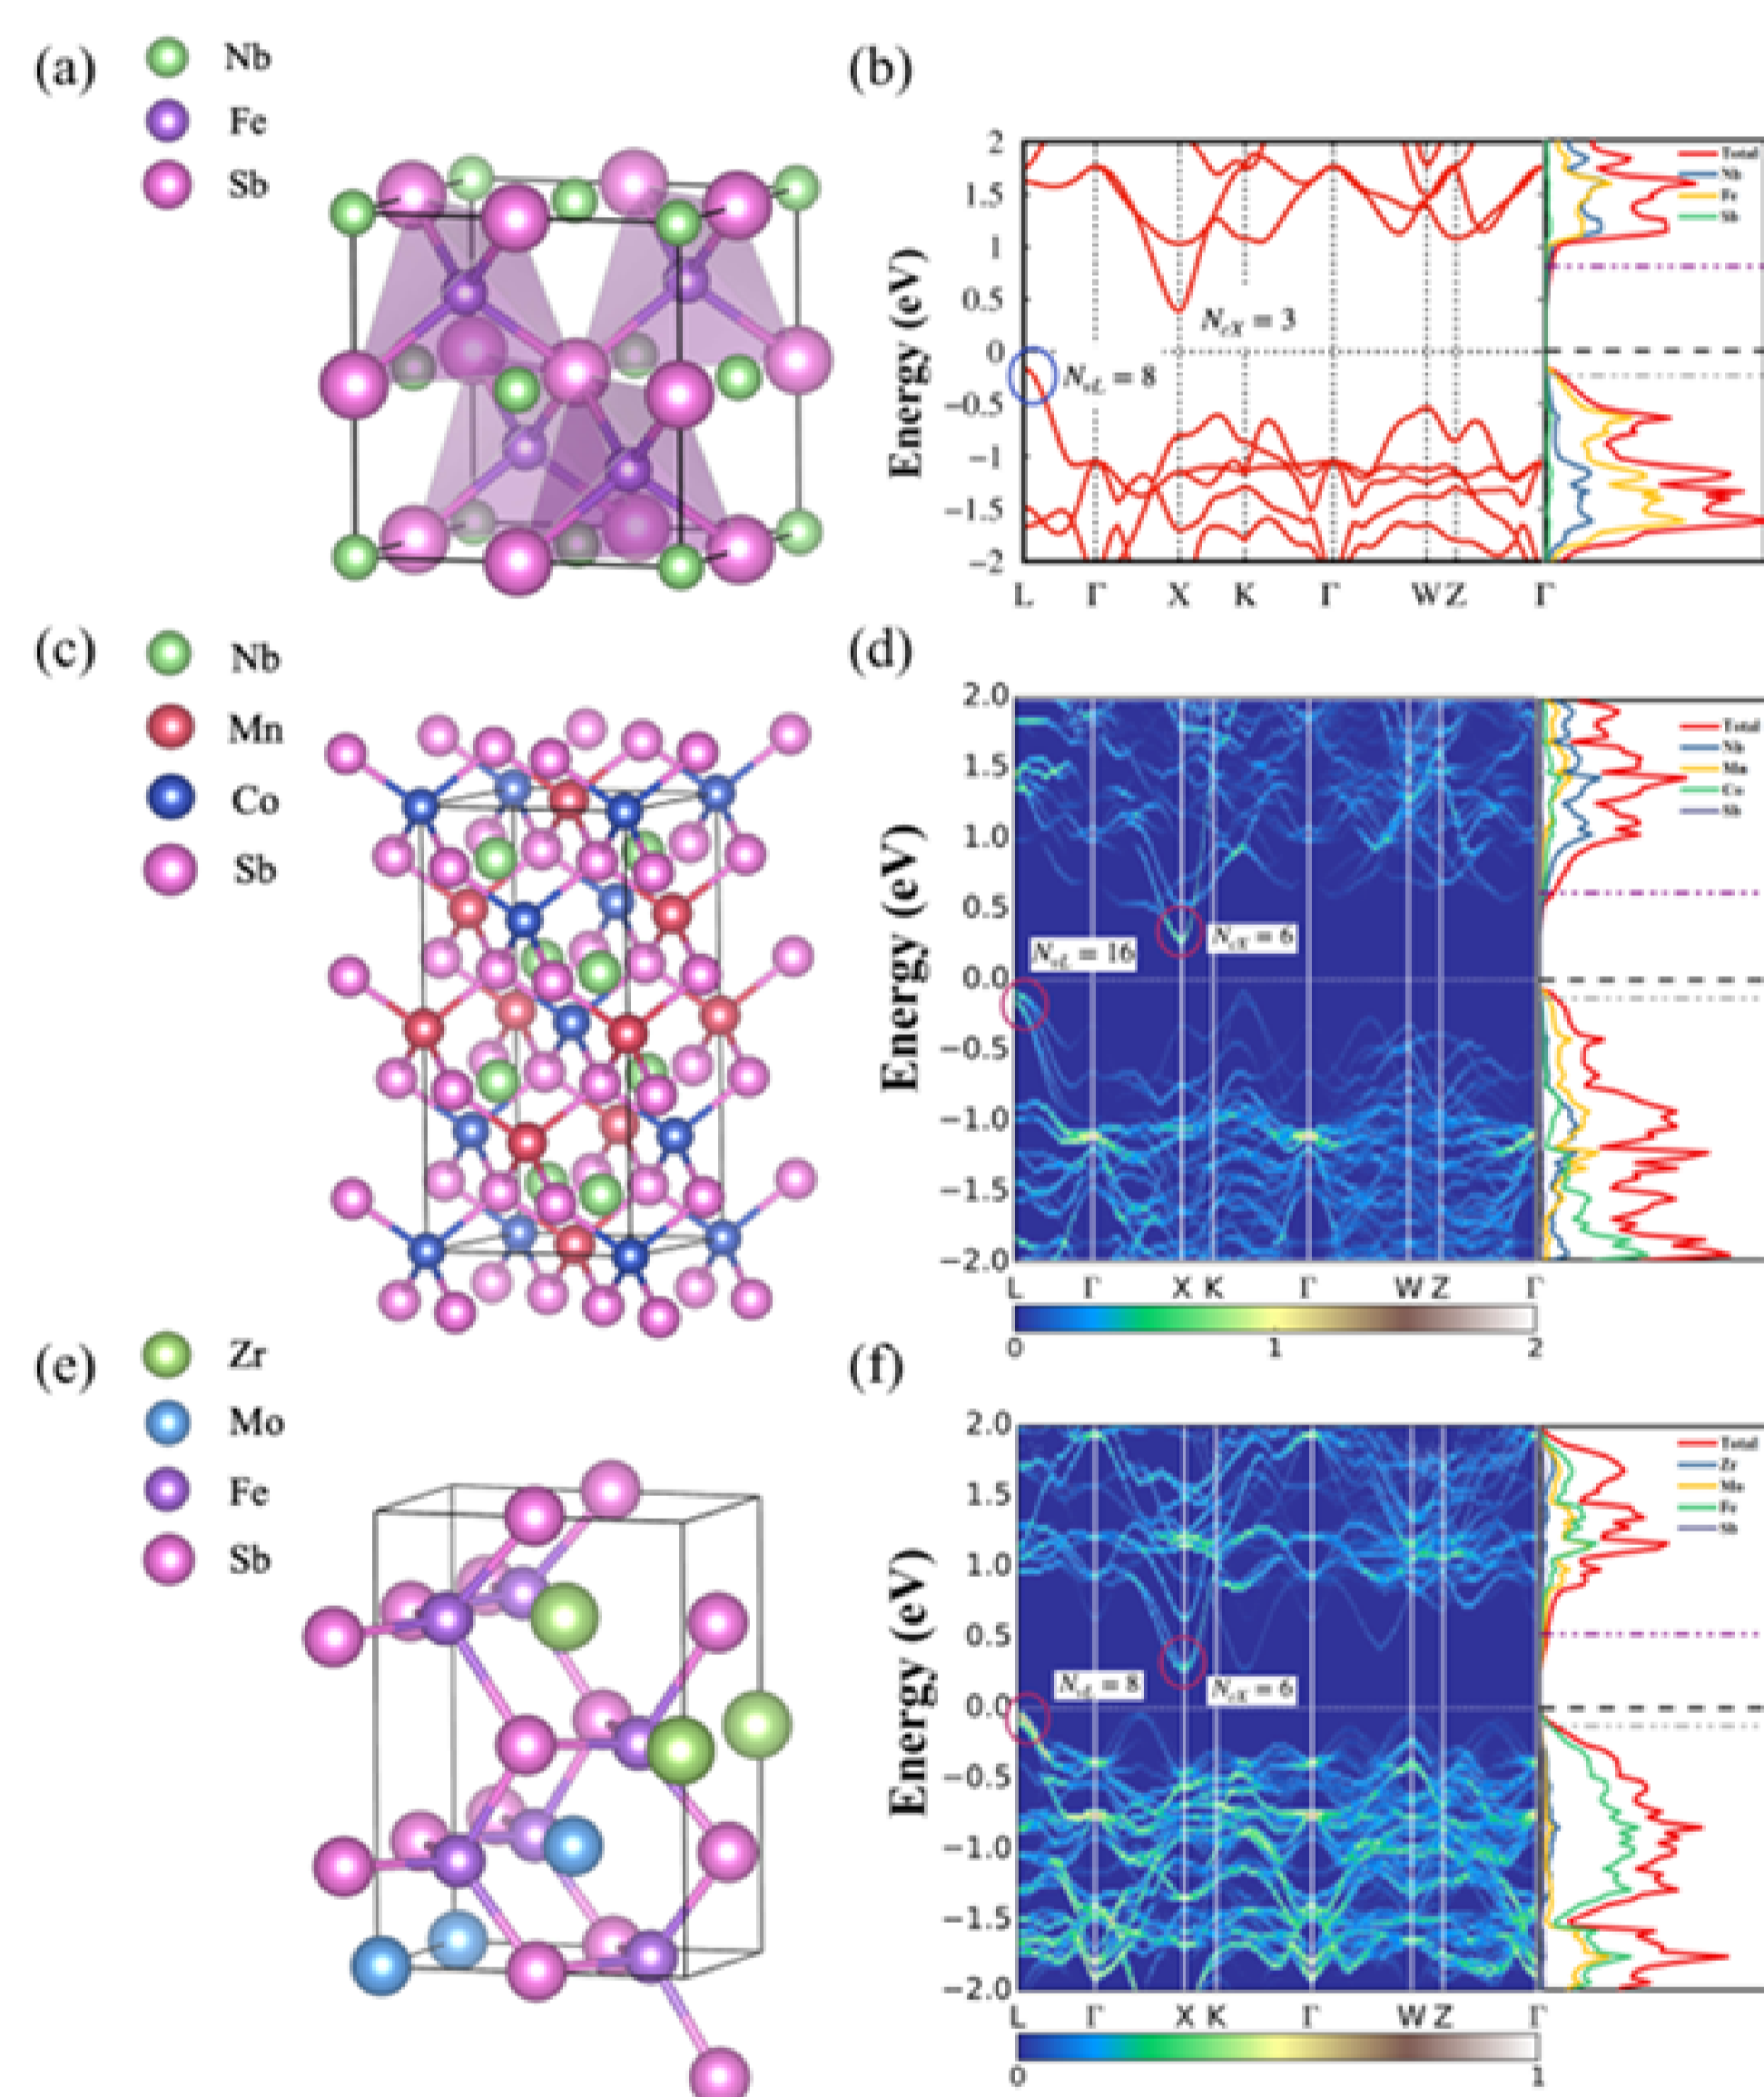 (a)
Nb
Fe
Sb
(b)
Energy (eV)
2
1.5
1
0.5
0
−0.5
−1
−1.5
−2
N_cX = 3
N_vL = 8
L Γ X K Γ W Z Γ
Total
Nb
Fe
Sb
(c)
Nb
Mn
Co
Sb
(d)
Energy (eV)
2.0
1.5
1.0
0.5
0.0
−0.5
−1.0
−1.5
−2.0
N_vL = 16
N_cX = 6
L Γ X K Γ W Z Γ
0 1 2
Total
Nb
Mn
Co
Sb
(e)
Zr
Mo
Fe
Sb
(f)
Energy (eV)
2.0
1.5
1.0
0.5
0.0
−0.5
−1.0
−1.5
−2.0
N_vL = 8
N_cX = 6
L Γ X K Γ W Z Γ
0 1
Total
Zr
Mo
Fe
Sb